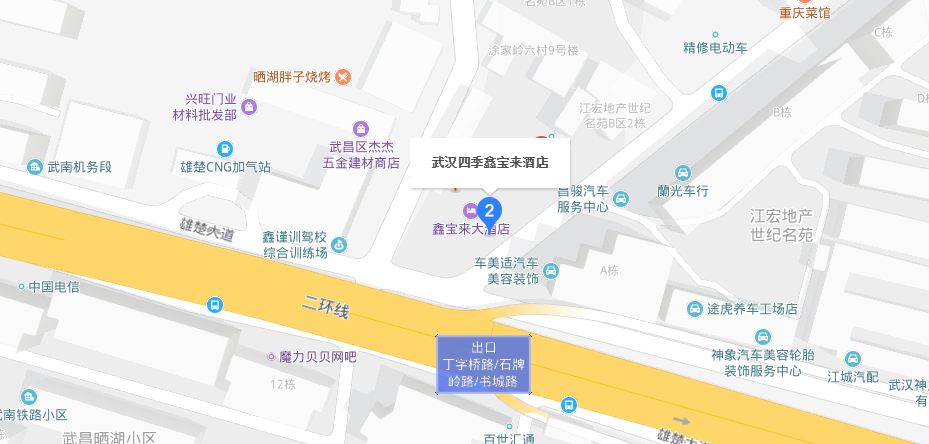 名苑B区1栋
重庆菜馆
C栋
精修电动车
涂家岭六村9号楼
晒湖胖子烧烤
兴旺门业
材料批发部
江宏地产世纪
名苑B区2栋
B栋
武昌区杰杰
五金建材商店
武南机务段
雄楚CNG加气站
武汉四季鑫宝来酒店
昌骏汽车
服务中心
蘭光车行
2
鑫宝来大酒店
江宏地产
世纪名苑
雄楚大道
鑫谨训驾校
综合训练场
车美适汽车
美容装饰
A栋
中国电信
二环线
途虎养车工场店
出口
丁字桥路/石牌
岭路/书城路
魔力贝贝网吧
12栋
神象汽车美容轮胎
装饰服务中心
江城汽配
武汉神
有
武南铁路小区
武昌晒湖小区
百世汇通
雄楚大道